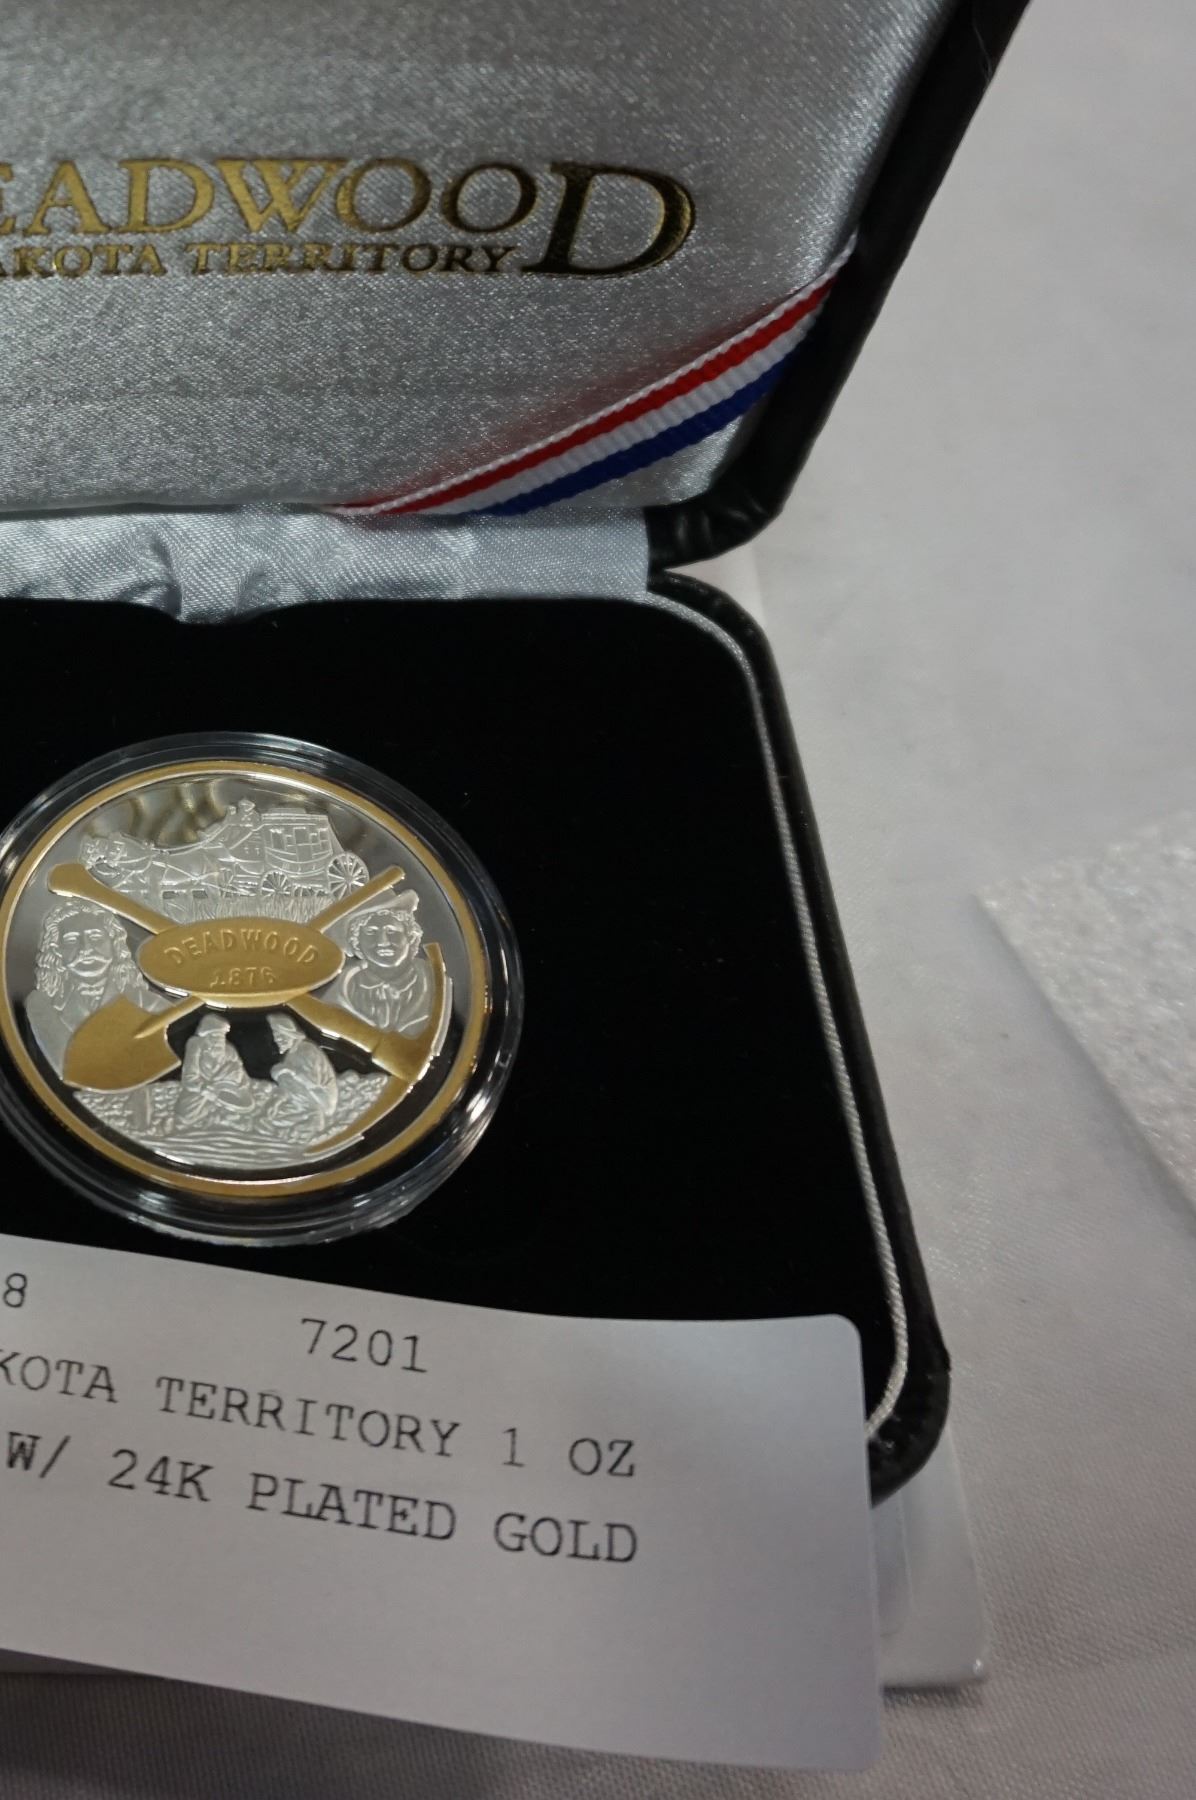 EADWOOD
AKOTA TERRITORY
DEADWOOD
1876
8 7201
KOTA TERRITORY 1 OZ
W/ 24K PLATED GOLD